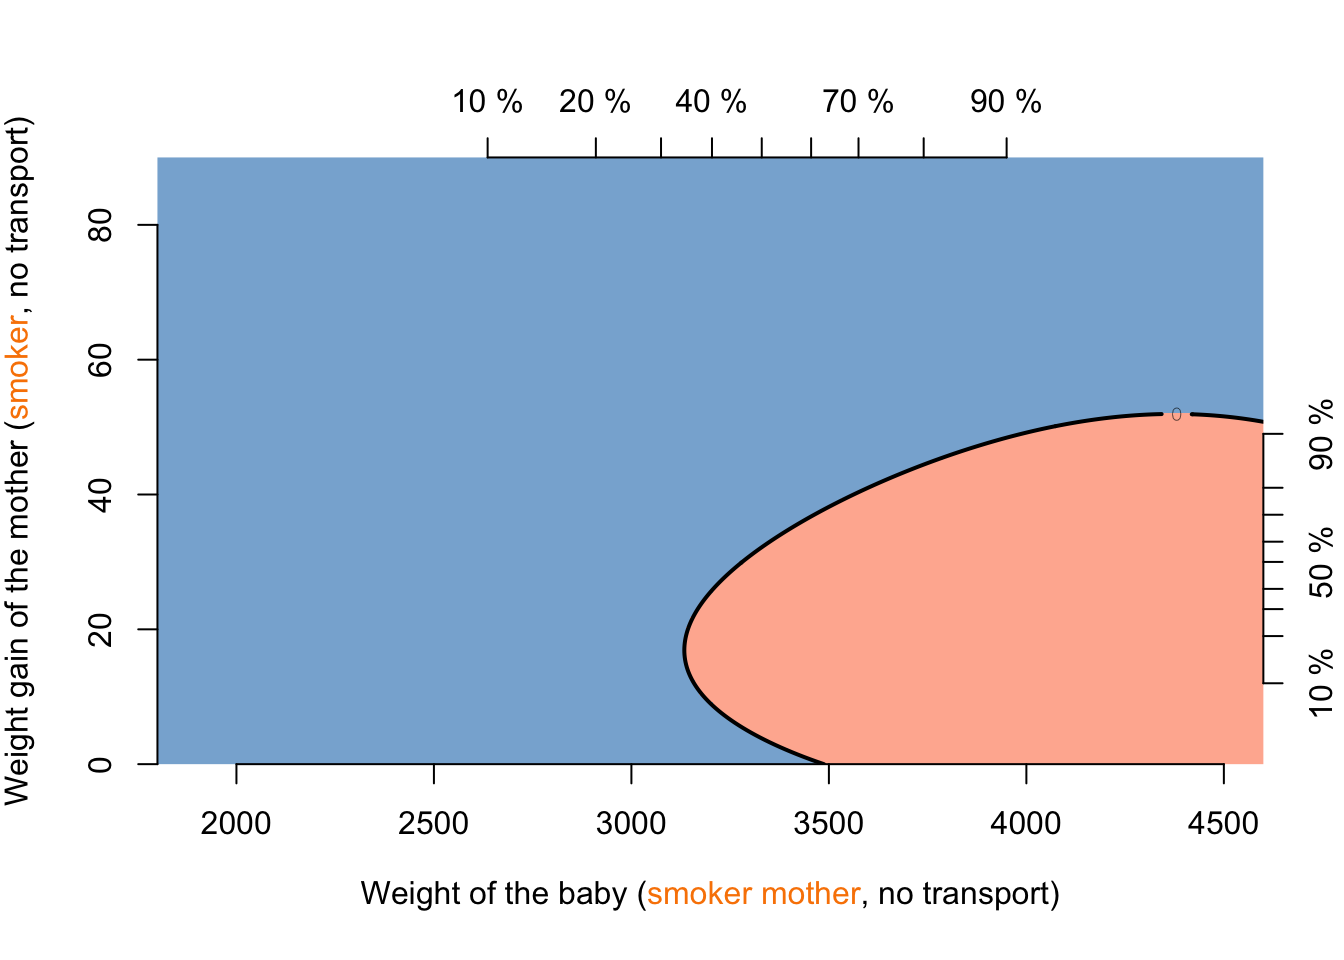 10 % 20 % 40 % 70 % 90 %
Weight gain of the mother (smoker, no transport)
80
60
40
20
0
0
90 %
50 %
10 %
2000 2500 3000 3500 4000 4500
Weight of the baby (smoker mother, no transport)